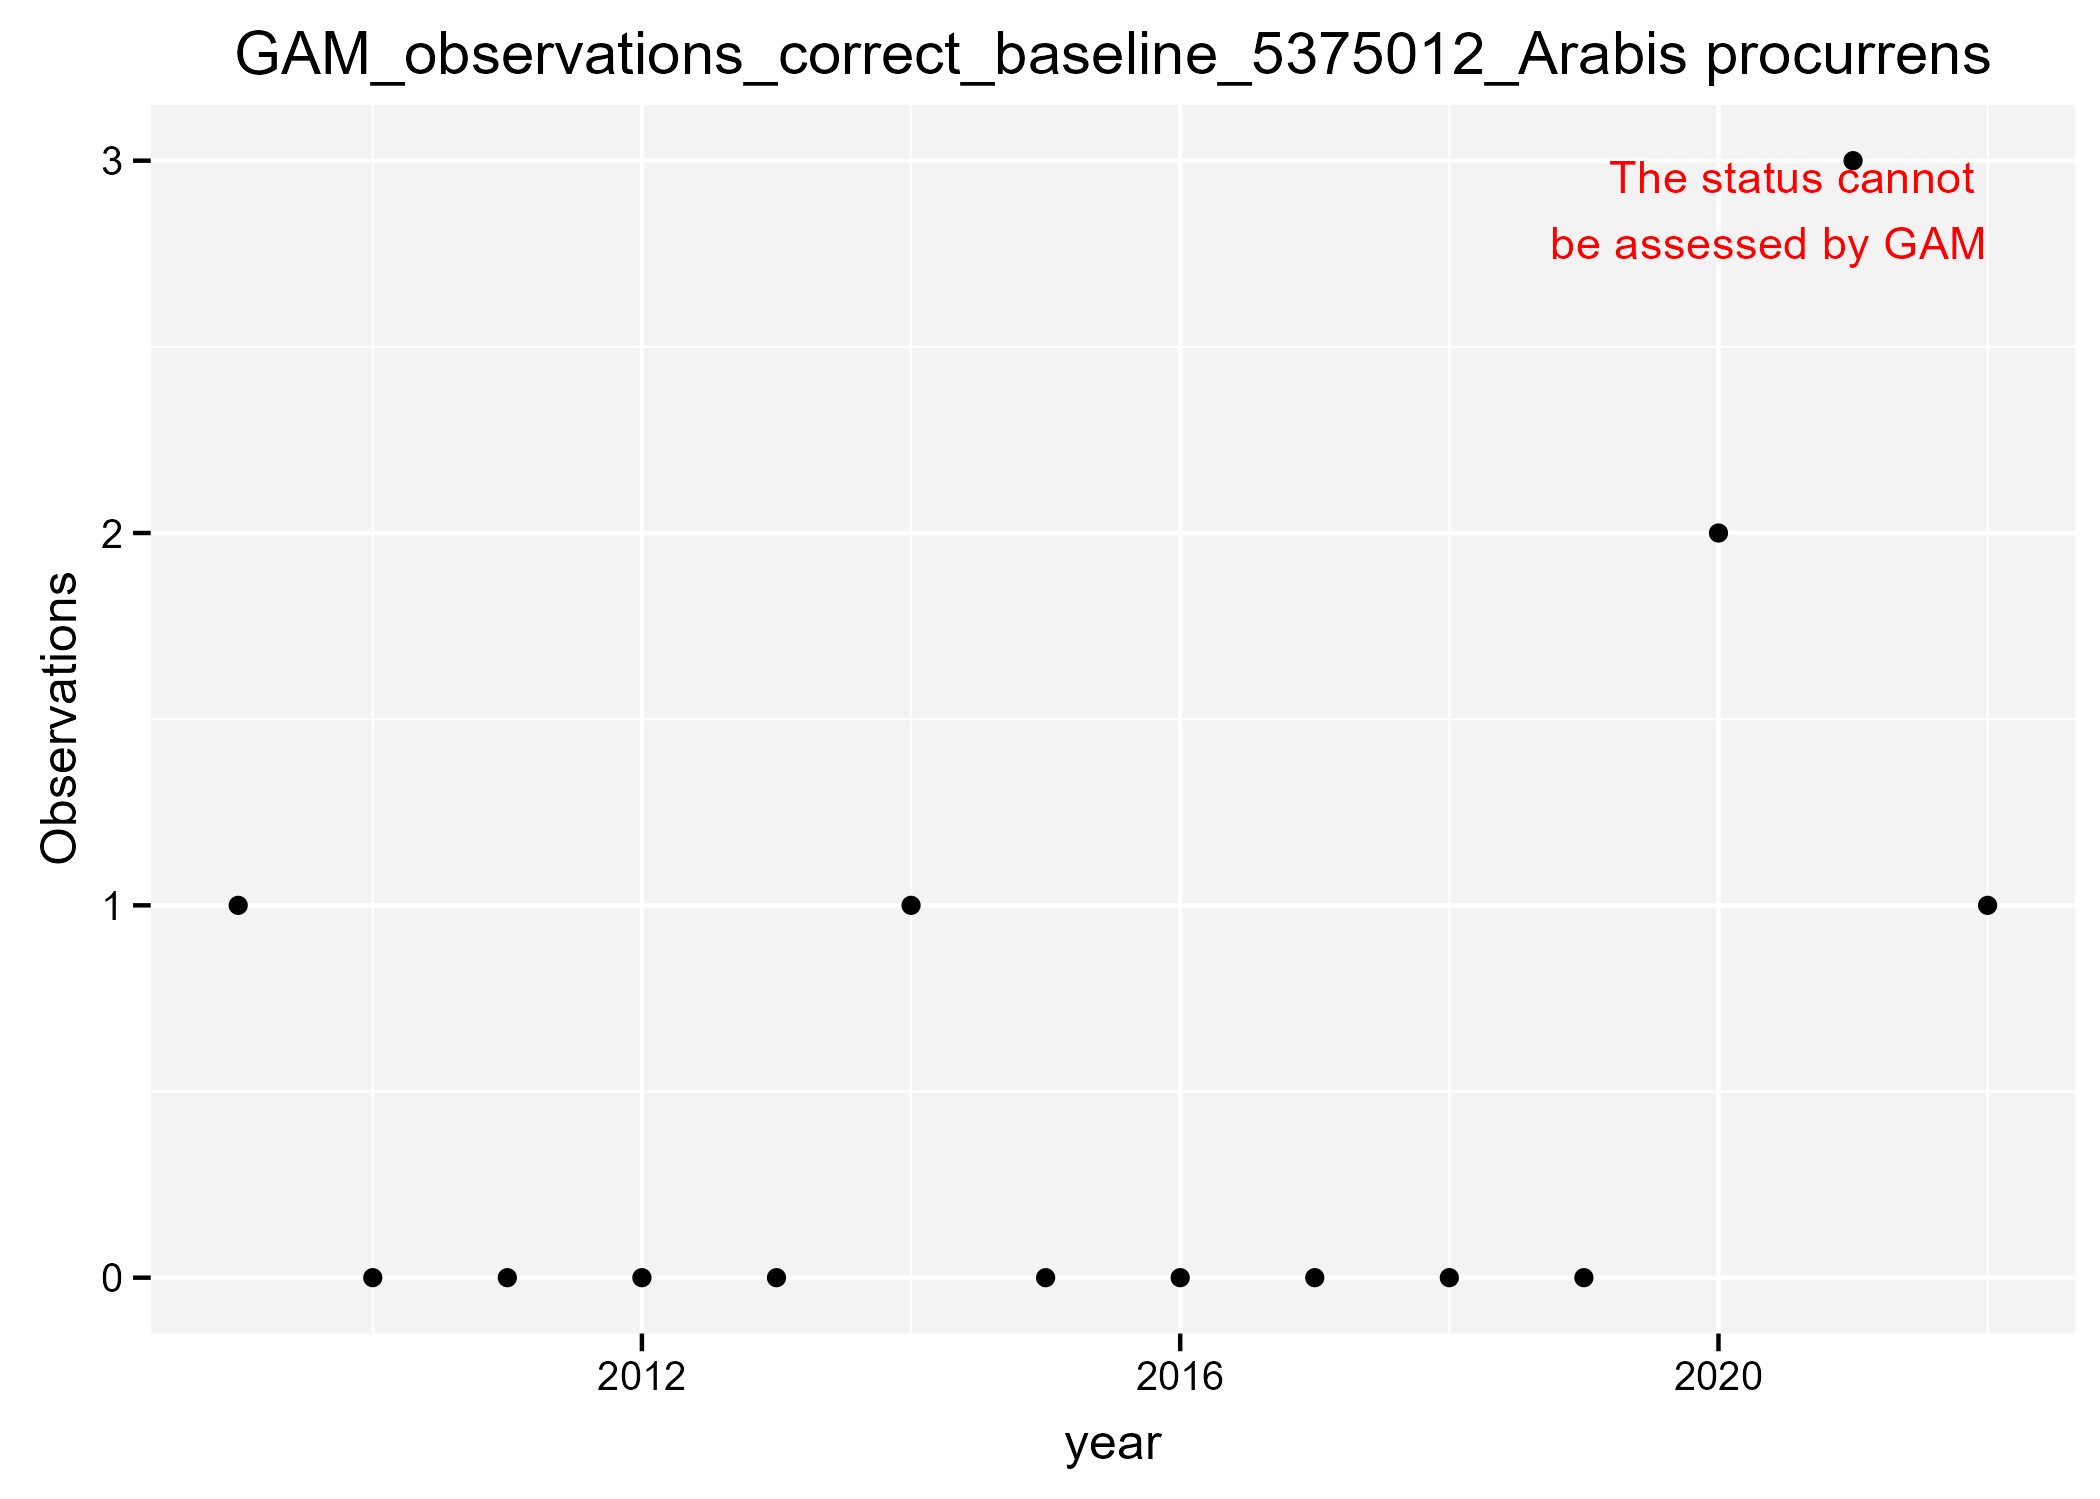 GAM_observations_correct_baseline_5375012_Arabis procurrens
3
The status cannot
be assessed by GAM
2
Observations
1
0
2012 2016 2020
year